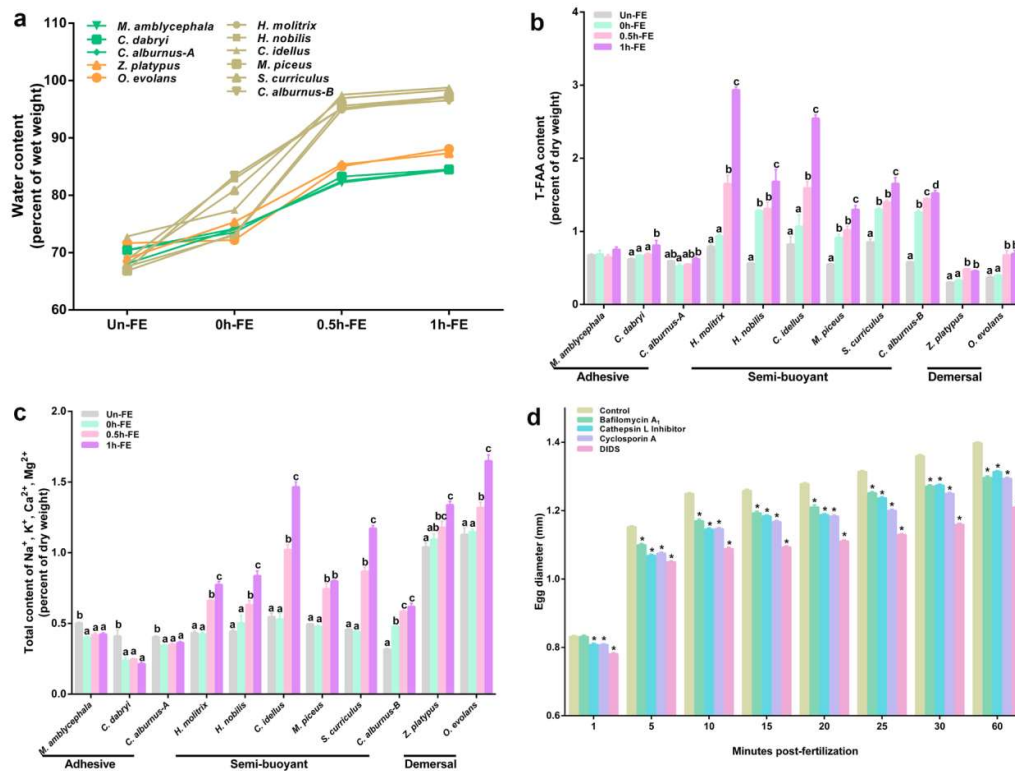 a
110
100
90
80
70
60
Water content
(percent of wet weight)
M. amblycephala
C. dabryi
C. alburnus-A
Z. platypus
O. evolans
H. molitrix
H. nobilis
C. idellus
M. piceus
S. curriculus
C. alburnus-B
Un-FE 0h-FE 0.5h-FE 1h-FE
b
Un-FE
0h-FE
0.5h-FE
1h-FE
4
3
2
1
0
T-FAA content
(percent of dry weight)
a a a b
ab a ab b
a a b c
a b b c
a a b c
a b b c
a b b c
a b c d
a a b b
a a b b
M. amblycephala
C. dabryi
C. alburnus-A
H. molitrix
H. nobilis
C. idellus
M. piceus
S. curriculus
C. alburnus-B
Z. platypus
O. evolans
Adhesive Semi-buoyant Demersal
c
Un-FE
0h-FE
0.5h-FE
1h-FE
2.0
1.5
1.0
0.5
0.0
Total content of Na+, K+, Ca2+, Mg2+
(percent of dry weight)
b a a a
b a a a
b a a a
a a b c
a a b c
a a b c
a a b b
a a b c
a b c c
a ab bc c
a a b c
M. amblycephala
C. dabryi
C. alburnus-A
H. molitrix
H. nobilis
C. idellus
M. piceus
S. curriculus
C. alburnus-B
Z. platypus
O. evolans
Adhesive Semi-buoyant Demersal
d
Control
Bafilomycin A1
Cathepsin L Inhibitor
Cyclosporin A
DIDS
1.4
1.2
1.0
0.8
0.6
Egg diameter (mm)
* * *
* * * *
* * * *
* * * *
* * * *
* * * *
* * * *
* * * *
1 5 10 15 20 25 30 60
Minutes post-fertilization